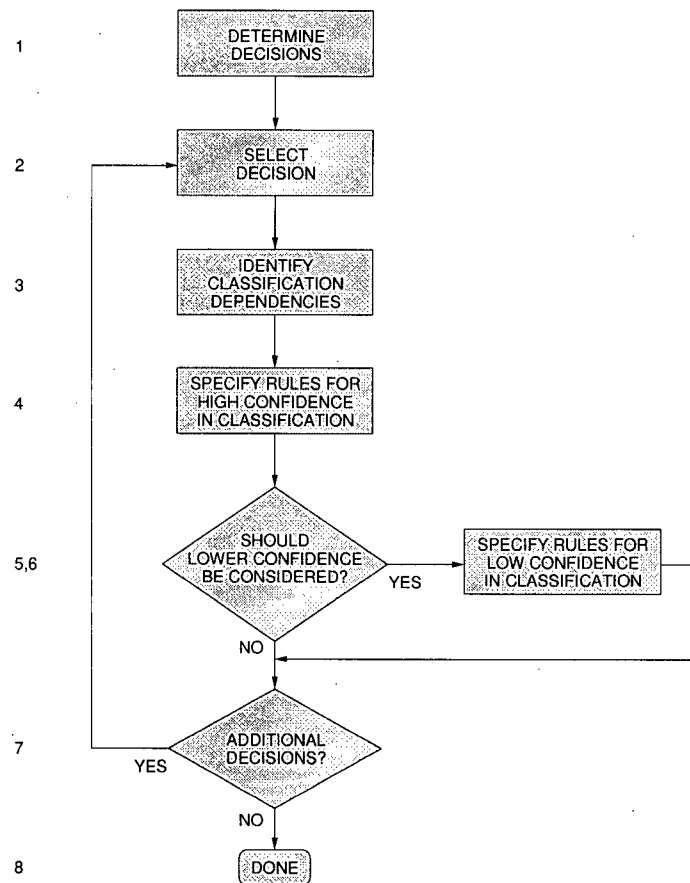 1
DETERMINE
DECISIONS
2
SELECT
DECISION
3
IDENTIFY
CLASSIFICATION
DEPENDENCIES
4
SPECIFY RULES FOR
HIGH CONFIDENCE
IN CLASSIFICATION
5,6
SHOULD
LOWER CONFIDENCE
BE CONSIDERED?
YES
SPECIFY RULES FOR
LOW CONFIDENCE
IN CLASSIFICATION
NO
7
ADDITIONAL
DECISIONS?
YES
NO
8
DONE